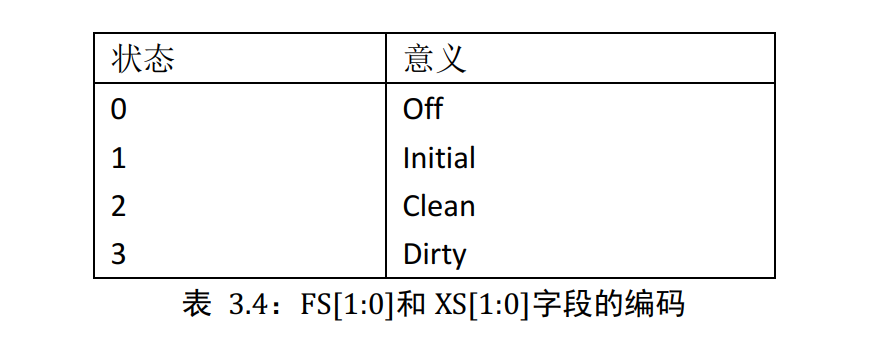 状态 意义
0 Off
1 Initial
2 Clean
3 Dirty
表 3.4：FS[1:0]和 XS[1:0]字段的编码